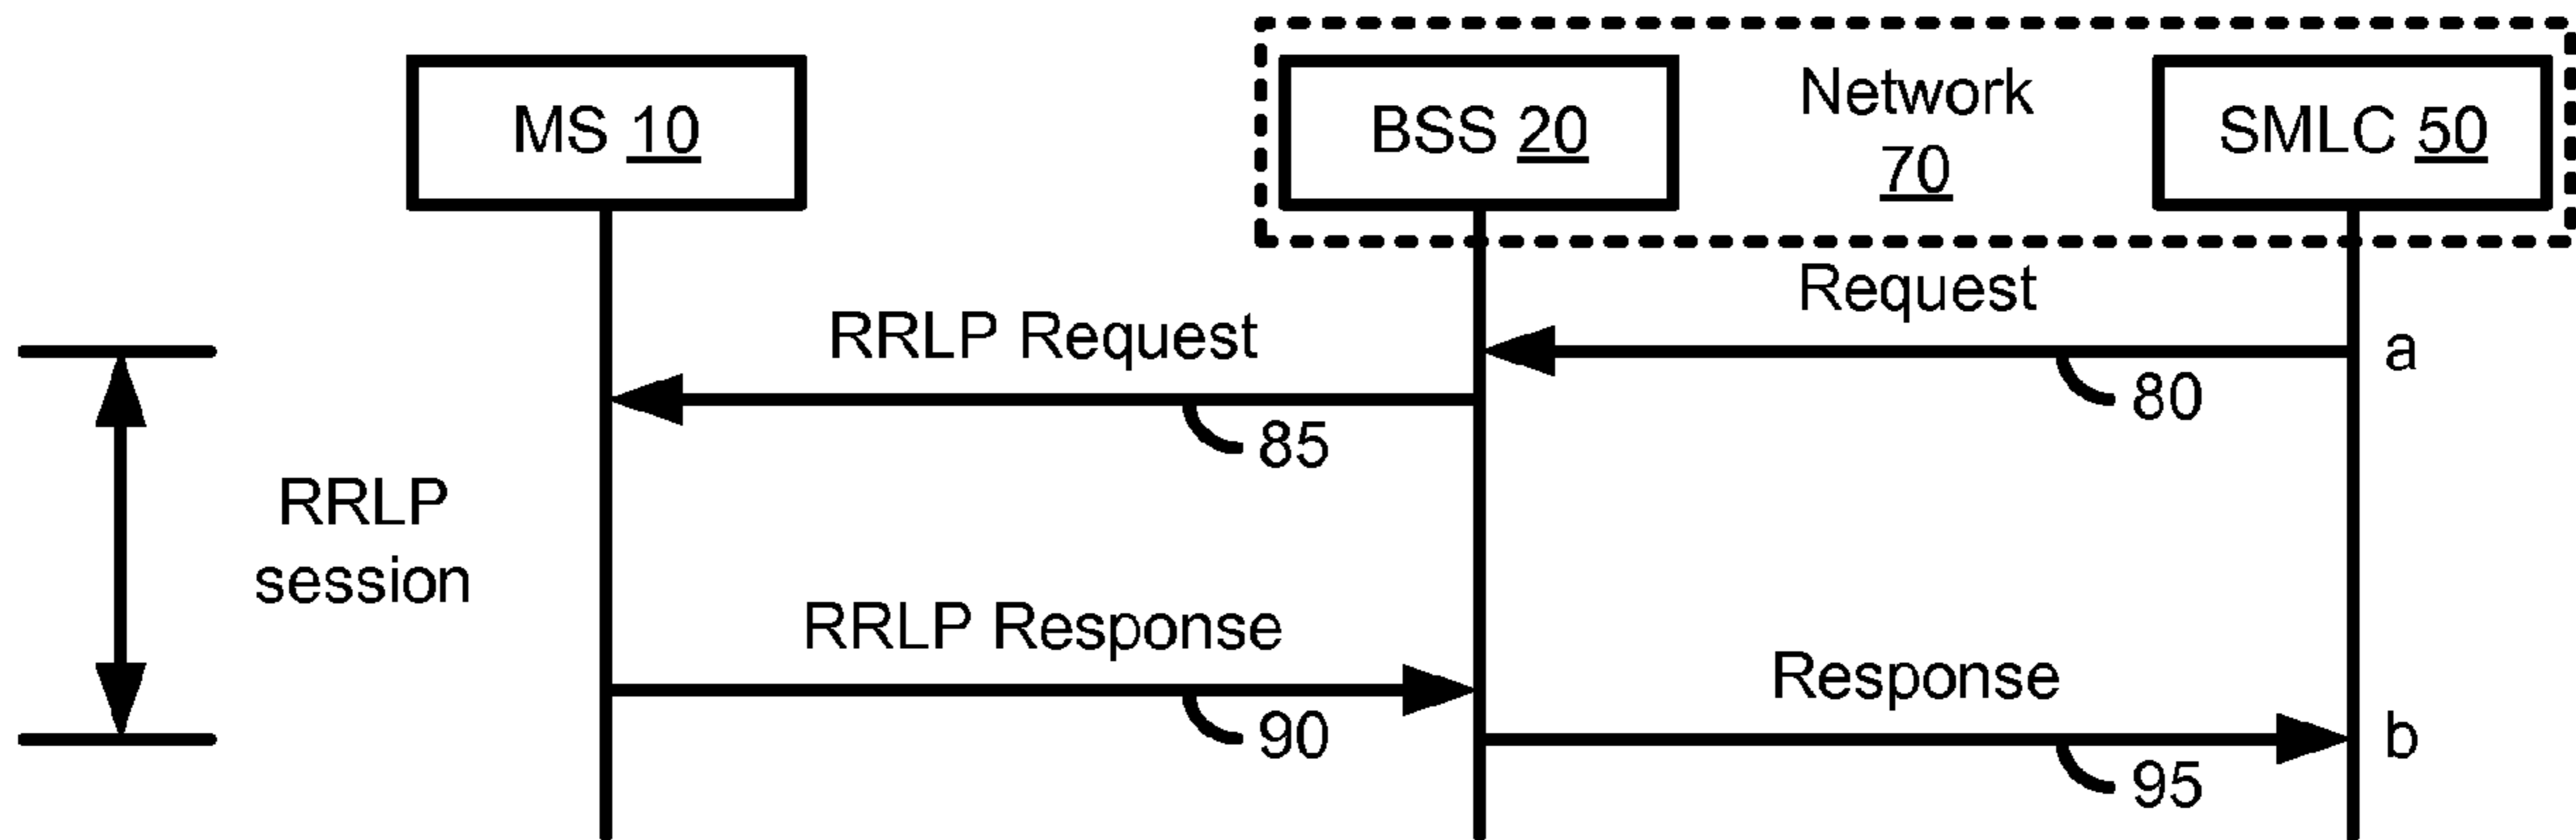 MS 10
BSS 20
Network
70
SMLC 50
Request
RRLP Request
a
80
85
RRLP
session
RRLP Response
Response
90
b
95